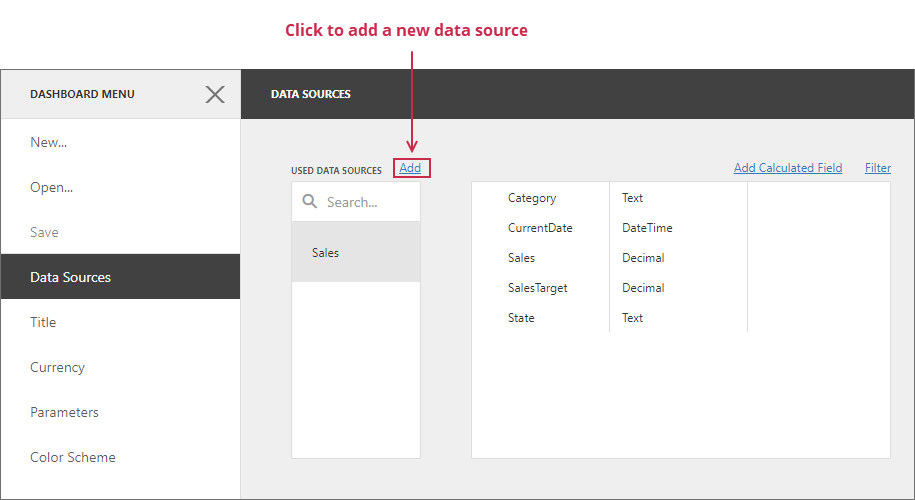 Click to add a new data source
DASHBOARD MENU
DATA SOURCES
New...
Open...
Save
Data Sources
Title
Currency
Parameters
Color Scheme
USED DATA SOURCES Add
Search...
Sales
Add Calculated Field Filter
Category Text
CurrentDate DateTime
Sales Decimal
SalesTarget Decimal
State Text